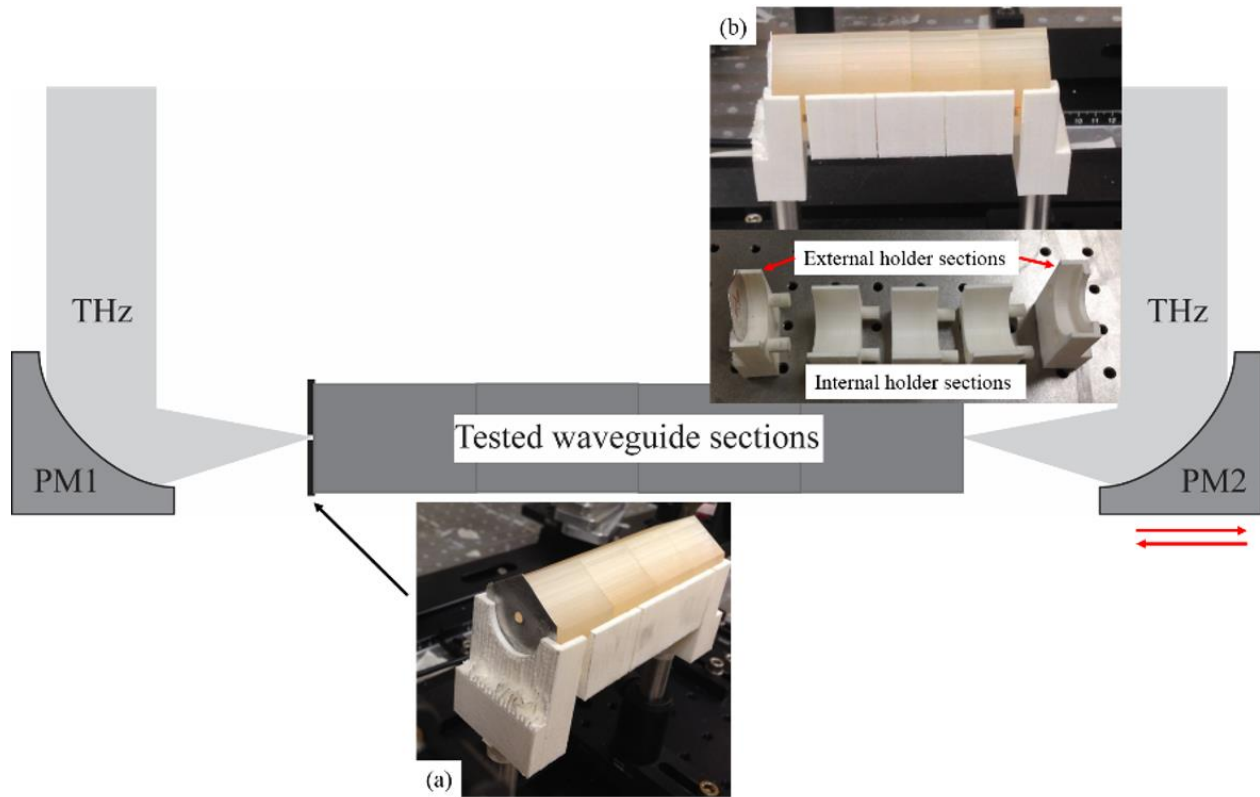 (b)
External holder sections
THz
THz
Internal holder sections
Tested waveguide sections
PM1
PM2
(a)